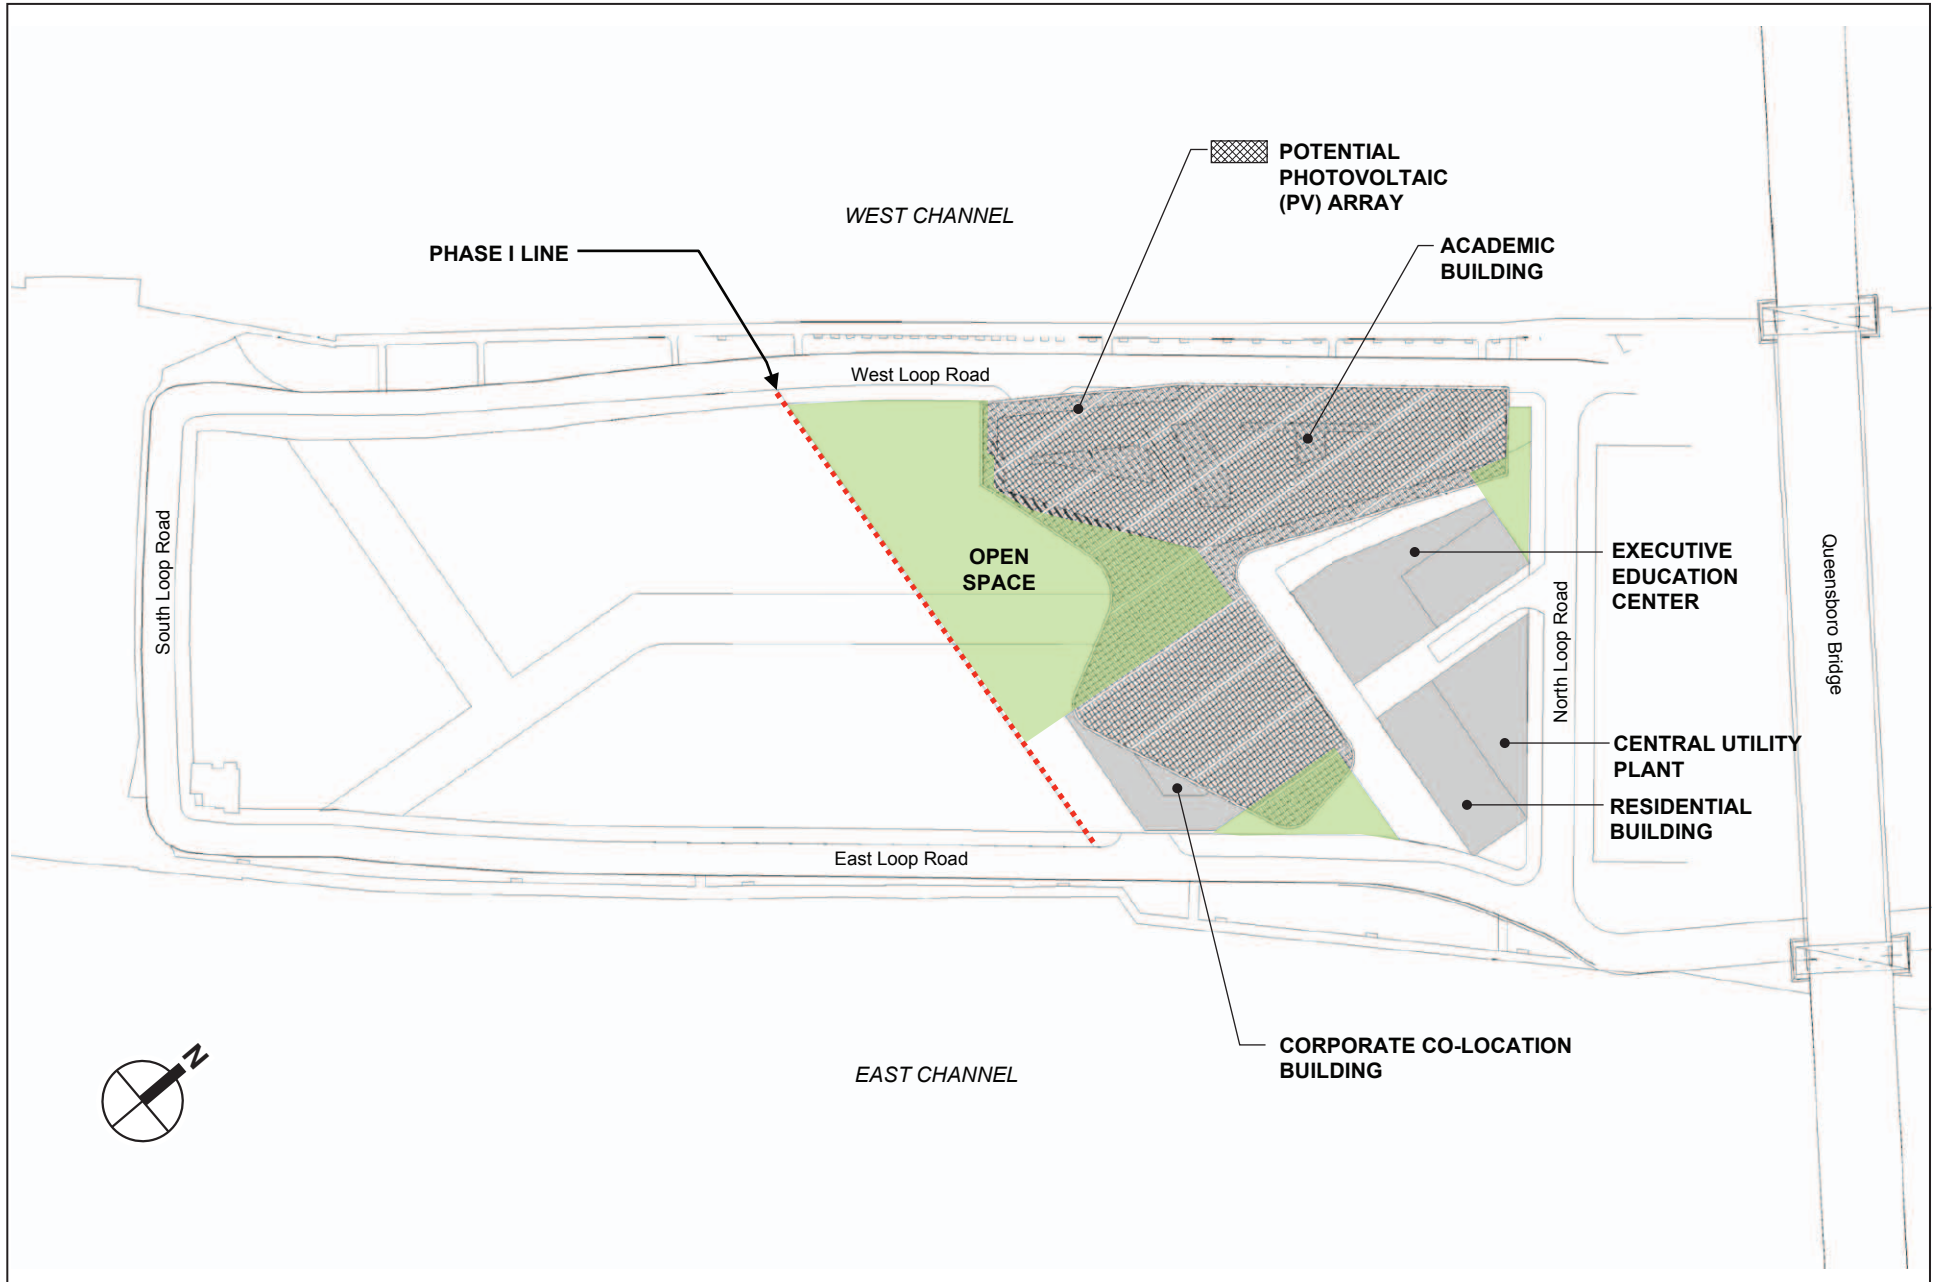 POTENTIAL
PHOTOVOLTAIC
(PV) ARRAY
WEST CHANNEL
ACADEMIC
BUILDING
PHASE I LINE
West Loop Road
South Loop Road
OPEN
SPACE
EXECUTIVE
EDUCATION
CENTER
North Loop Road
Queensboro Bridge
CENTRAL UTILITY
PLANT
RESIDENTIAL
BUILDING
East Loop Road
CORPORATE CO-LOCATION
BUILDING
EAST CHANNEL
N